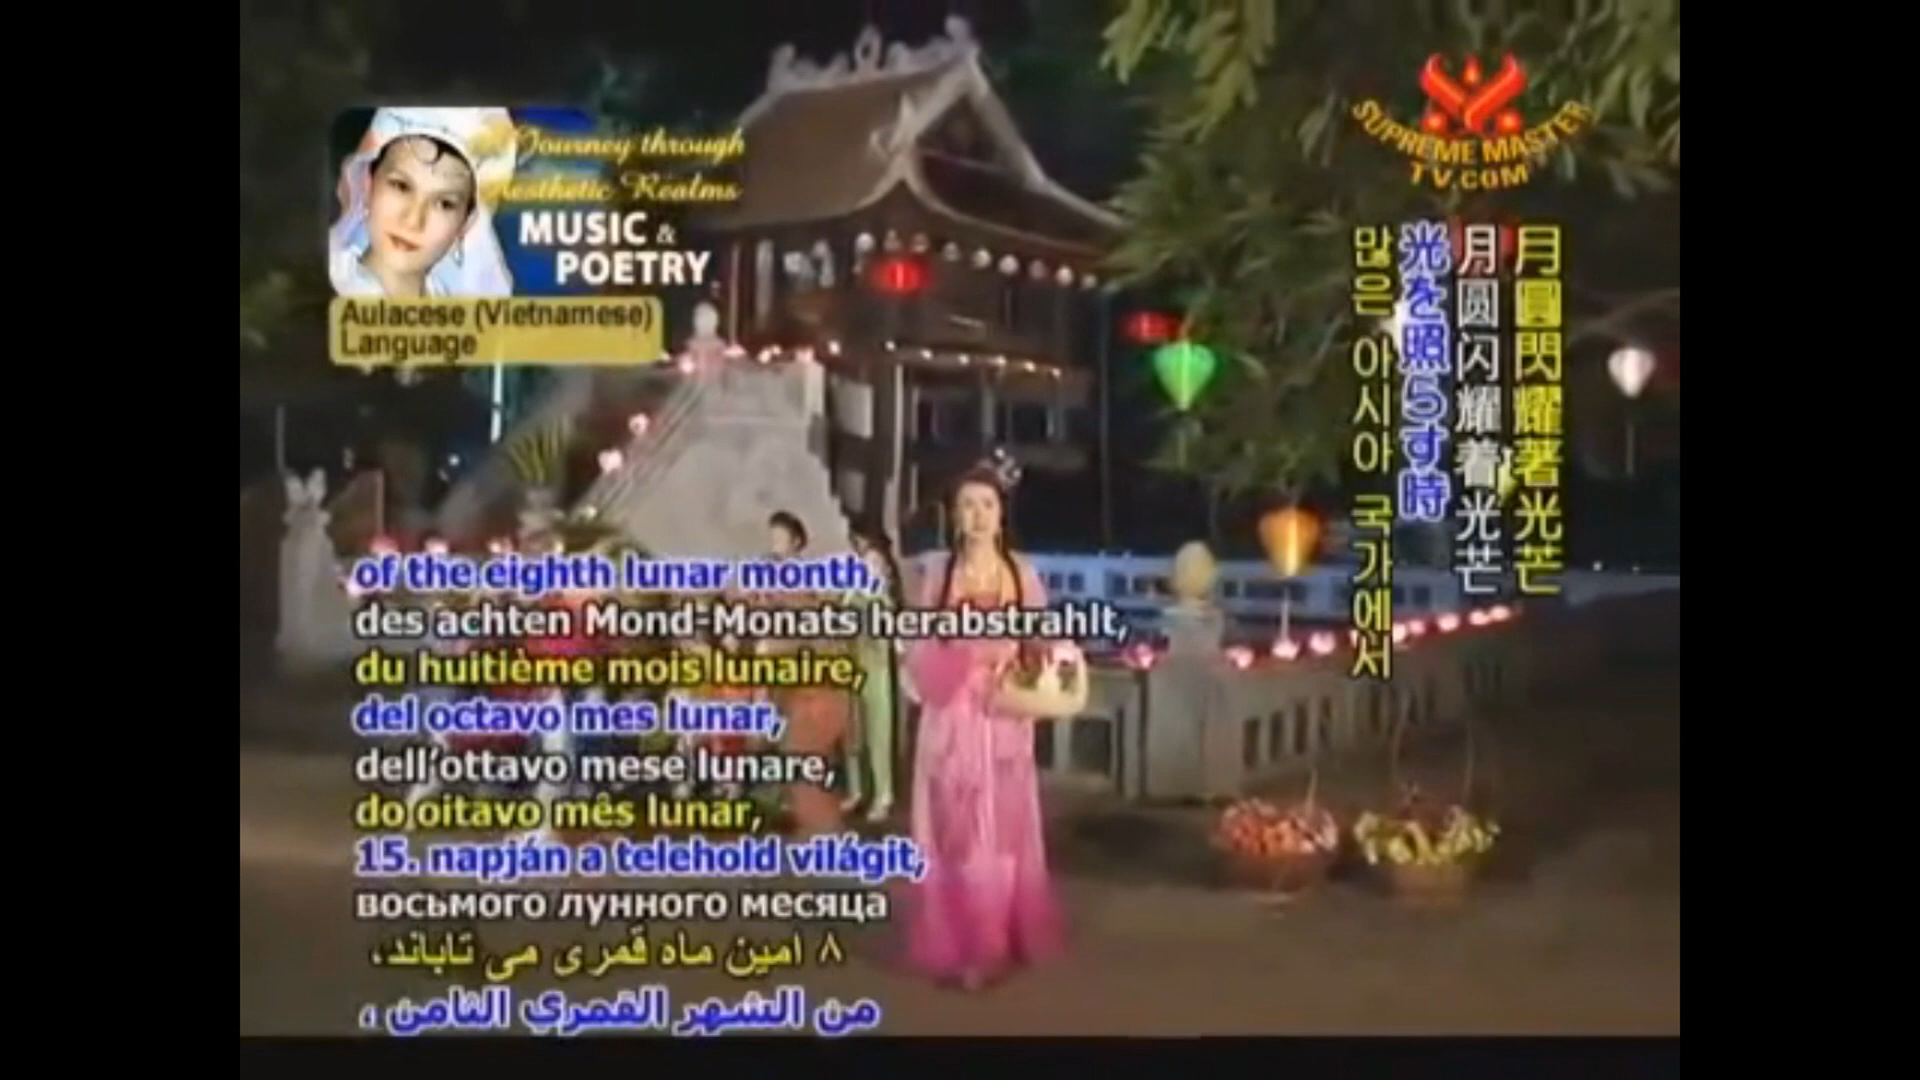 A Journey through
Aesthetic Realms
MUSIC &
POETRY
Aulacese (Vietnamese)
Language
SUPREME MASTER
TV.COM
月圓閃耀著光芒
月圆闪耀着光芒
光を照らす時
많은 아시아 국가에서
of the eighth lunar month,
des achten Mond-Monats herabstrahlt,
du huitième mois lunaire,
del octavo mes lunar,
dell'ottavo mese lunare,
do oitavo mês lunar,
15. napján a telehold világit,
восьмого лунного месяца
۸ امین ماه قمری می تاباند،
من الشهر القمري الثامن ،